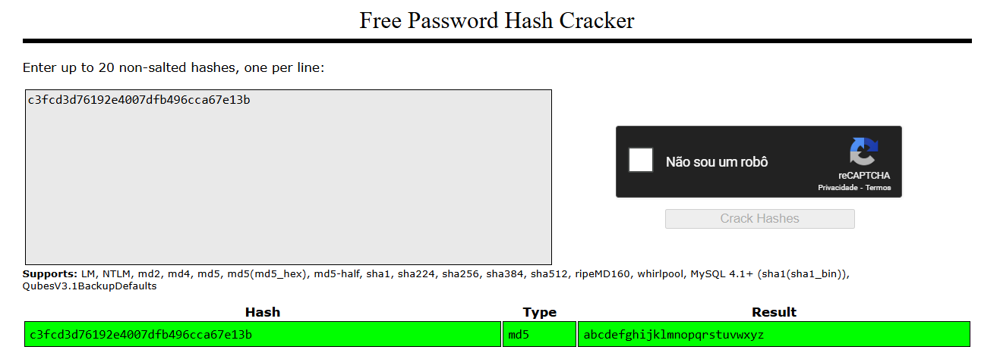 Free Password Hash Cracker
Enter up to 20 non-salted hashes, one per line:
c3fcd3d76192e4007dfb496cca67e13b
Não sou um robô
reCAPTCHA
Privacidade - Termos
Crack Hashes
Supports: LM, NTLM, md2, md4, md5, md5(md5_hex), md5-half, sha1, sha224, sha256, sha384, sha512, ripeMD160, whirlpool, MySQL 4.1+ (sha1(sha1_bin)),
QubesV3.1BackupDefaults
Hash Type Result
c3fcd3d76192e4007dfb496cca67e13b md5 abcdefghijklmnopqrstuvwxyz